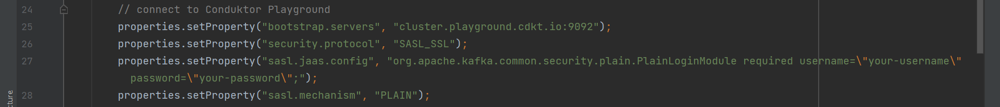 24 // connect to Conduktor Playground
25 properties.setProperty("bootstrap.servers", "cluster.playground.cdkt.io:9092");
26 properties.setProperty("security.protocol", "SASL_SSL");
27 properties.setProperty("sasl.jaas.config", "org.apache.kafka.common.security.plain.PlainLoginModule required username=\"your-username\"
password=\"your-password\";");
28 properties.setProperty("sasl.mechanism", "PLAIN");
cture